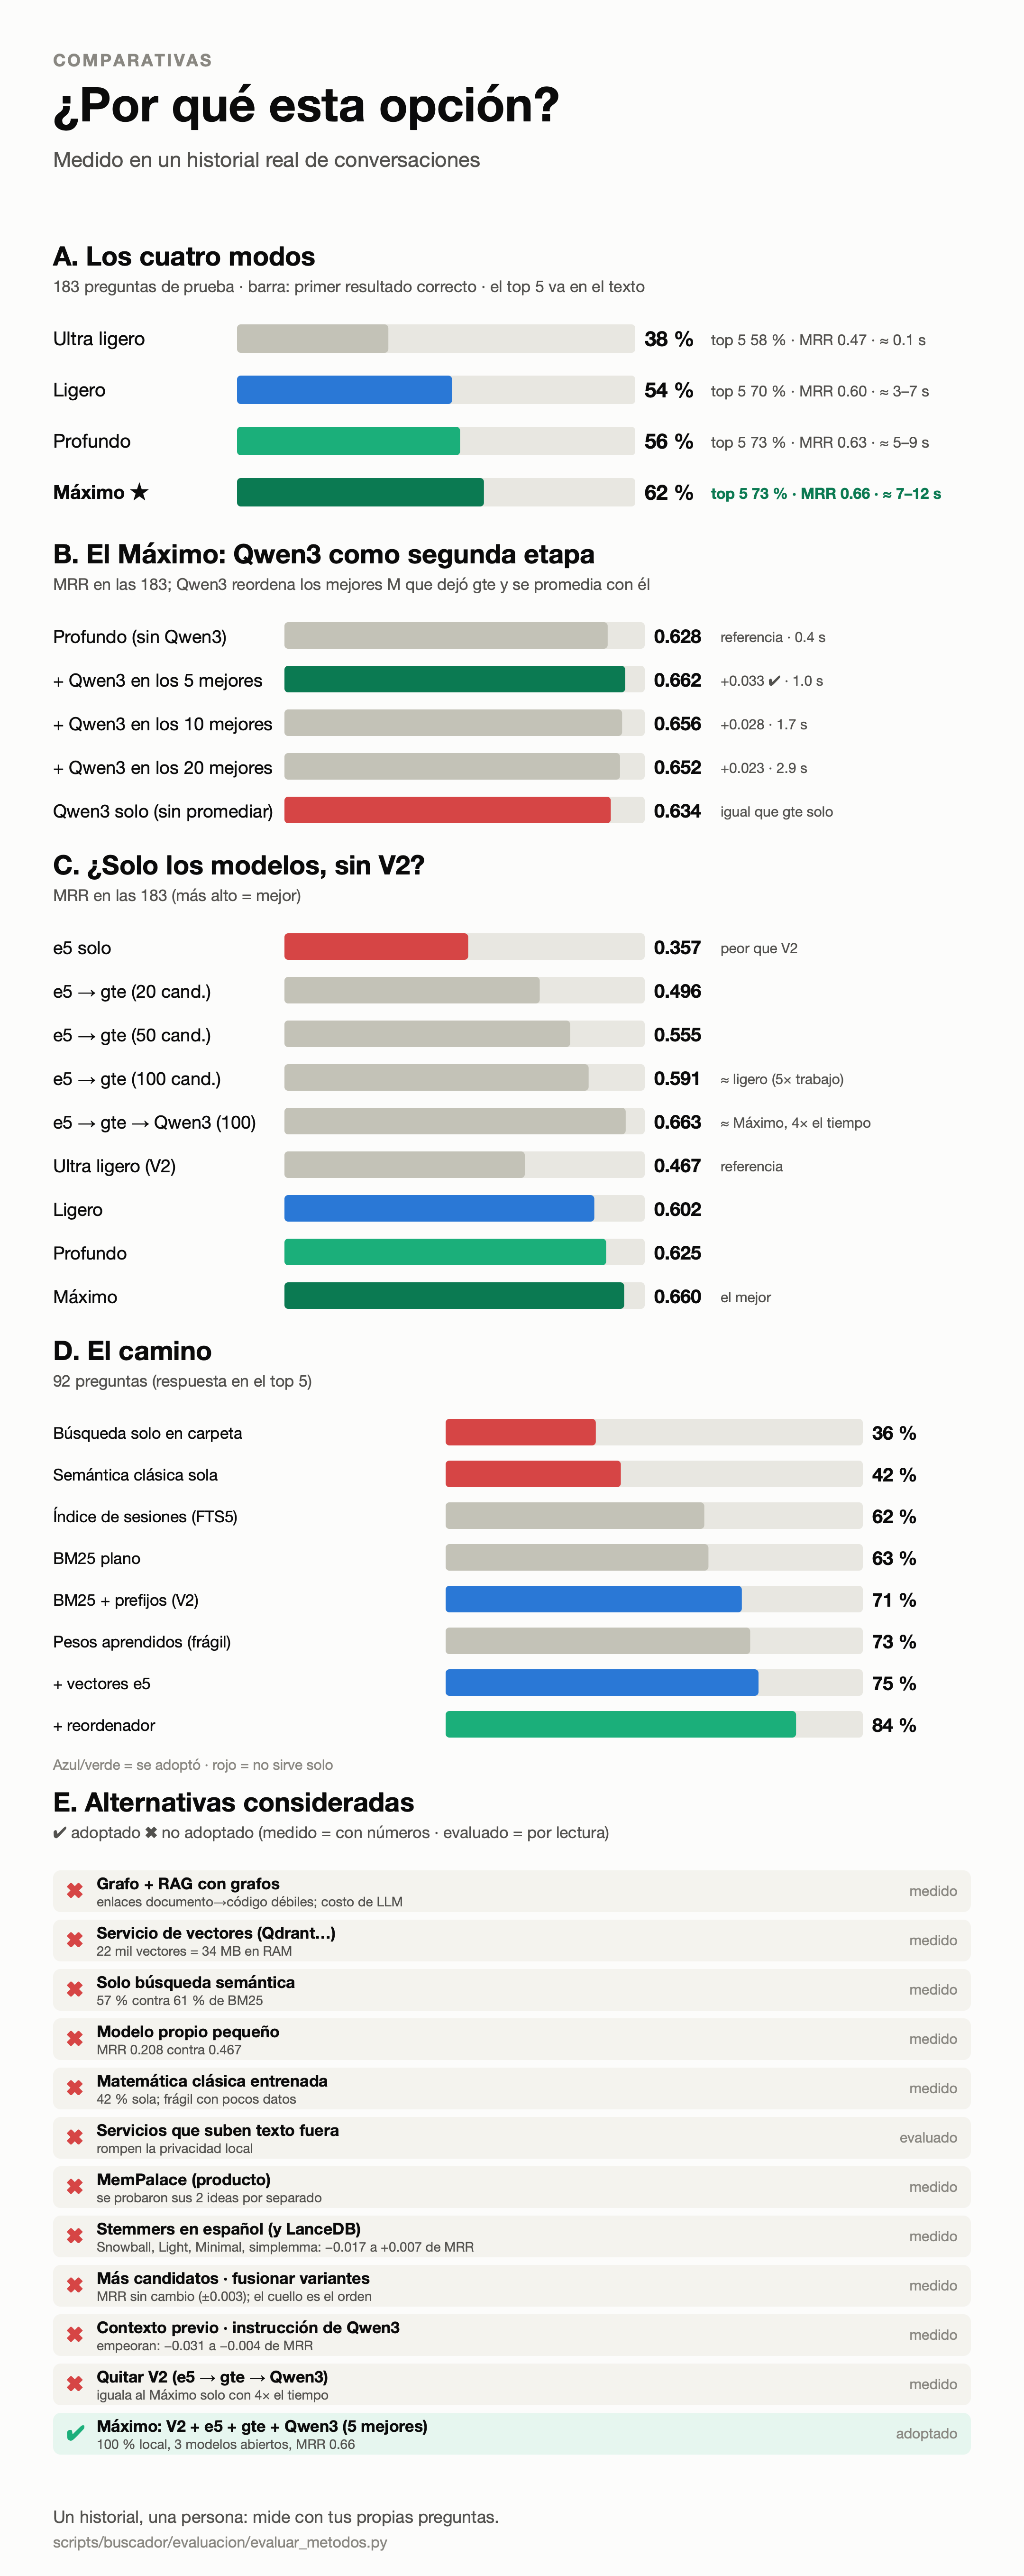 COMPARATIVAS
¿Por qué esta opción?
Medido en un historial real de conversaciones
A. Los cuatro modos
183 preguntas de prueba · barra: primer resultado correcto · el top 5 va en el texto
Ultra ligero 38 % top 5 58 % · MRR 0.47 · ≈ 0.1 s
Ligero 54 % top 5 70 % · MRR 0.60 · ≈ 3–7 s
Profundo 56 % top 5 73 % · MRR 0.63 · ≈ 5–9 s
Máximo ★ 62 % top 5 73 % · MRR 0.66 · ≈ 7–12 s
B. El Máximo: Qwen3 como segunda etapa
MRR en las 183; Qwen3 reordena los mejores M que dejó gte y se promedia con él
Profundo (sin Qwen3) 0.628 referencia · 0.4 s
+ Qwen3 en los 5 mejores 0.662 +0.033 ✔ · 1.0 s
+ Qwen3 en los 10 mejores 0.656 +0.028 · 1.7 s
+ Qwen3 en los 20 mejores 0.652 +0.023 · 2.9 s
Qwen3 solo (sin promediar) 0.634 igual que gte solo
C. ¿Solo los modelos, sin V2?
MRR en las 183 (más alto = mejor)
e5 solo 0.357 peor que V2
e5 → gte (20 cand.) 0.496
e5 → gte (50 cand.) 0.555
e5 → gte (100 cand.) 0.591 ≈ ligero (5× trabajo)
e5 → gte → Qwen3 (100) 0.663 ≈ Máximo, 4× el tiempo
Ultra ligero (V2) 0.467 referencia
Ligero 0.602
Profundo 0.625
Máximo 0.660 el mejor
D. El camino
92 preguntas (respuesta en el top 5)
Búsqueda solo en carpeta 36 %
Semántica clásica sola 42 %
Índice de sesiones (FTS5) 62 %
BM25 plano 63 %
BM25 + prefijos (V2) 71 %
Pesos aprendidos (frágil) 73 %
+ vectores e5 75 %
+ reordenador 84 %
Azul/verde = se adoptó · rojo = no sirve solo
E. Alternativas consideradas
✔ adoptado ✖ no adoptado (medido = con números · evaluado = por lectura)
✖ Grafo + RAG con grafos medido
enlaces documento→código débiles; costo de LLM
✖ Servicio de vectores (Qdrant…) medido
22 mil vectores = 34 MB en RAM
✖ Solo búsqueda semántica medido
57 % contra 61 % de BM25
✖ Modelo propio pequeño medido
MRR 0.208 contra 0.467
✖ Matemática clásica entrenada medido
42 % sola; frágil con pocos datos
✖ Servicios que suben texto fuera evaluado
rompen la privacidad local
✖ MemPalace (producto) medido
se probaron sus 2 ideas por separado
✖ Stemmers en español (y LanceDB) medido
Snowball, Light, Minimal, simplemma: −0.017 a +0.007 de MRR
✖ Más candidatos · fusionar variantes medido
MRR sin cambio (±0.003); el cuello es el orden
✖ Contexto previo · instrucción de Qwen3 medido
empeoran: −0.031 a −0.004 de MRR
✖ Quitar V2 (e5 → gte → Qwen3) medido
iguala al Máximo solo con 4× el tiempo
✔ Máximo: V2 + e5 + gte + Qwen3 (5 mejores) adoptado
100 % local, 3 modelos abiertos, MRR 0.66
Un historial, una persona: mide con tus propias preguntas.
scripts/buscador/evaluacion/evaluar_metodos.py